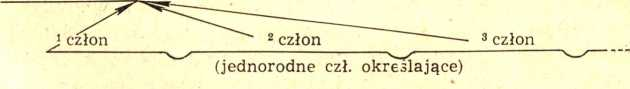 ¹ człon ² człon ³ człon
(jednorodne czł. określające)